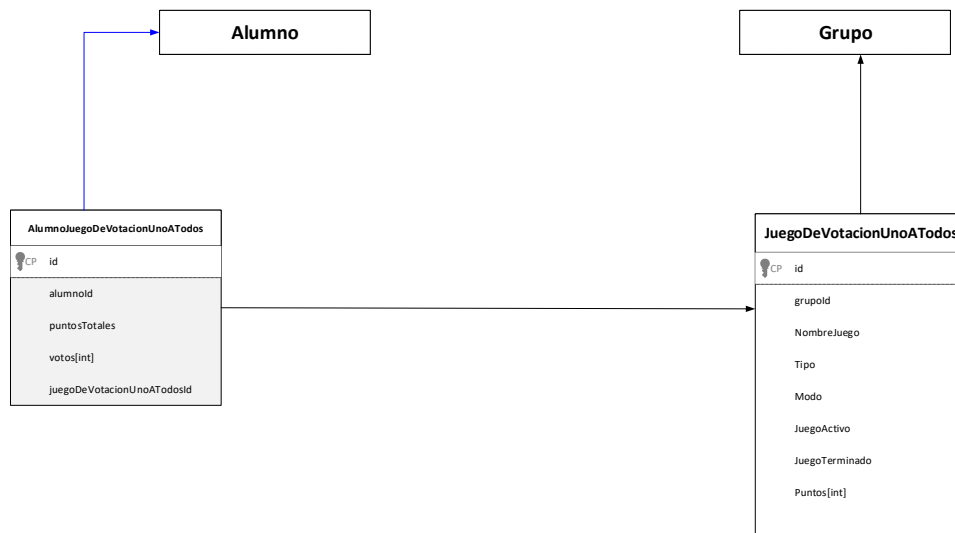 Alumno
Grupo
AlumnoJuegoDeVotacionUnoATodos
CP id
alumnoId
puntosTotales
votos[int]
juegoDeVotacionUnoATodosId
JuegoDeVotacionUnoATodos
CP id
grupoId
NombreJuego
Tipo
Modo
JuegoActivo
JuegoTerminado
Puntos[int]